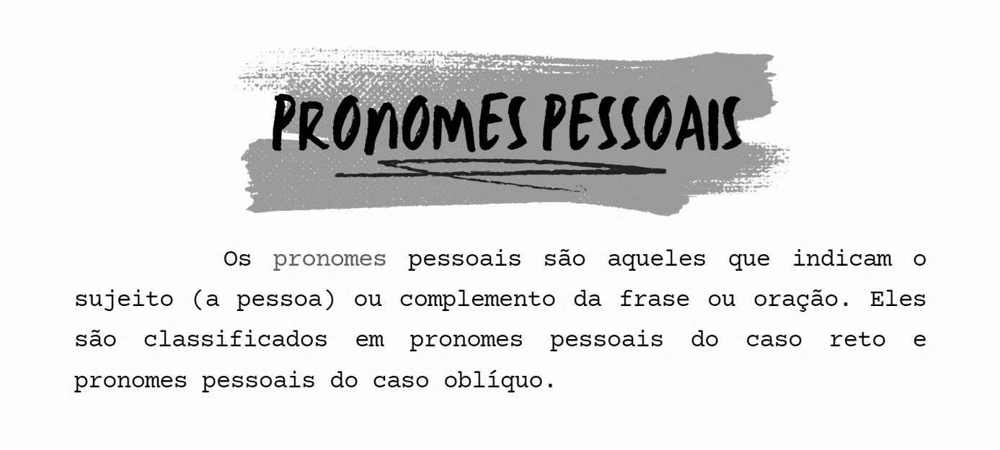 PRONOMES PESSOAIS
Os pronomes pessoais são aqueles que indicam o
sujeito (a pessoa) ou complemento da frase ou oração. Eles
são classificados em pronomes pessoais do caso reto e
pronomes pessoais do caso oblíquo.